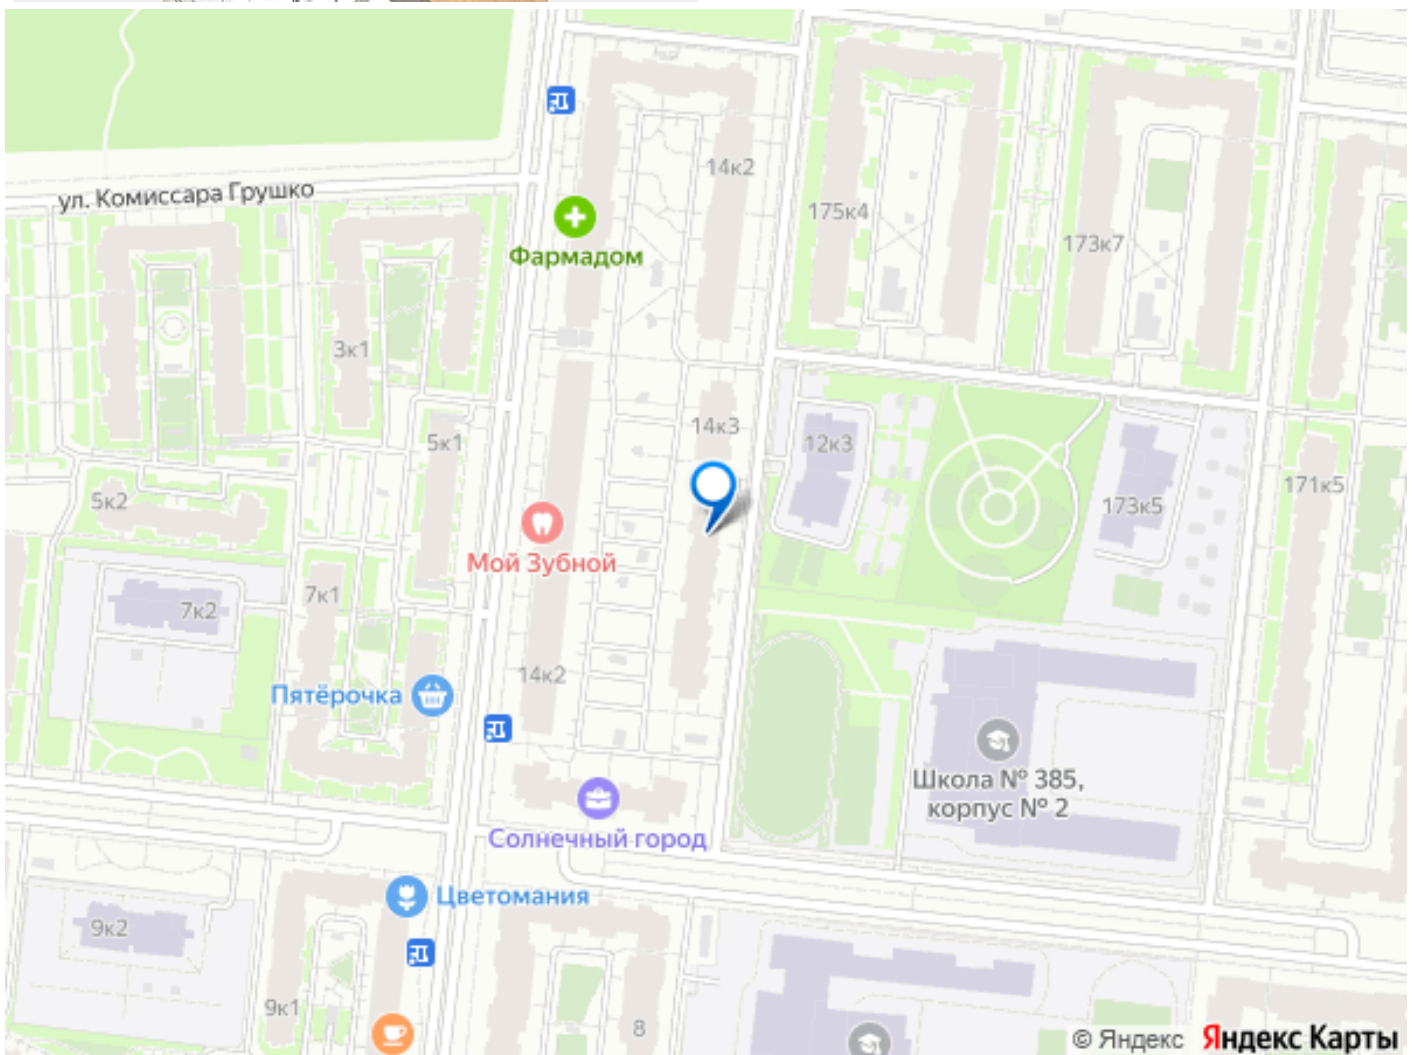 14к2
ул. Комиссара Грушко
175к4
173к7
Фармадом
3к1
14к3
5к1
12к3
5к2
171к5
173к5
Мой Зубной
7к1
7к2
14к2
Пятёрочка
Школа № 385,
корпус № 2
Солнечный город
Цветомания
9к2
9к1
8
© Яндекс Яндекс Карты